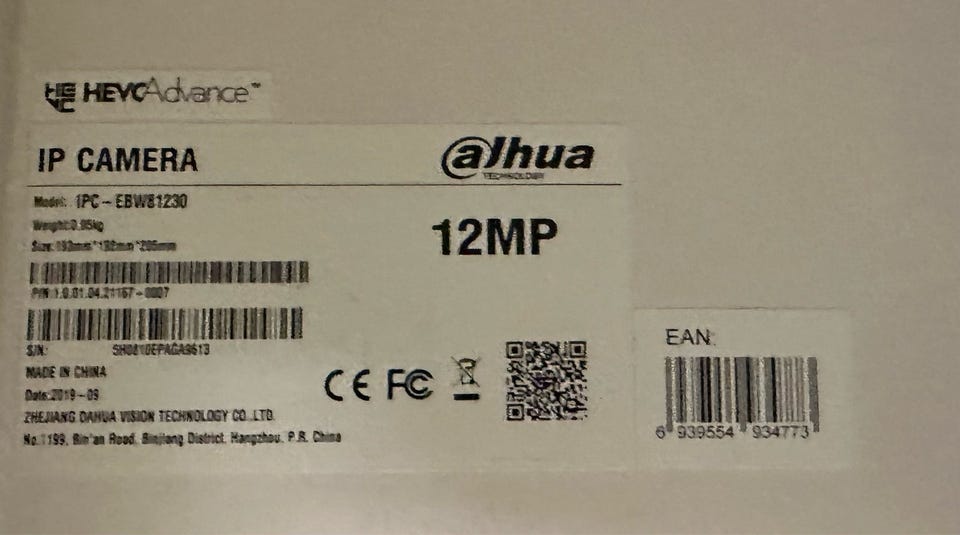 HEVC HEVCAdvance™
IP CAMERA
alhua
TECHNOLOGY
Model: IPC-EBW81230
12MP
Weight:0.95kg
P/N:1.0.01.04.21167-0007
S/N:
MADE IN CHINA
Date:2019-09
CE FC
ZHEJIANG DAHUA VISION TECHNOLOGY CO.,LTD.
No.1199, Bin'an Road, Binjiang District, Hangzhou, P.R. China
EAN:
6 939554 934773